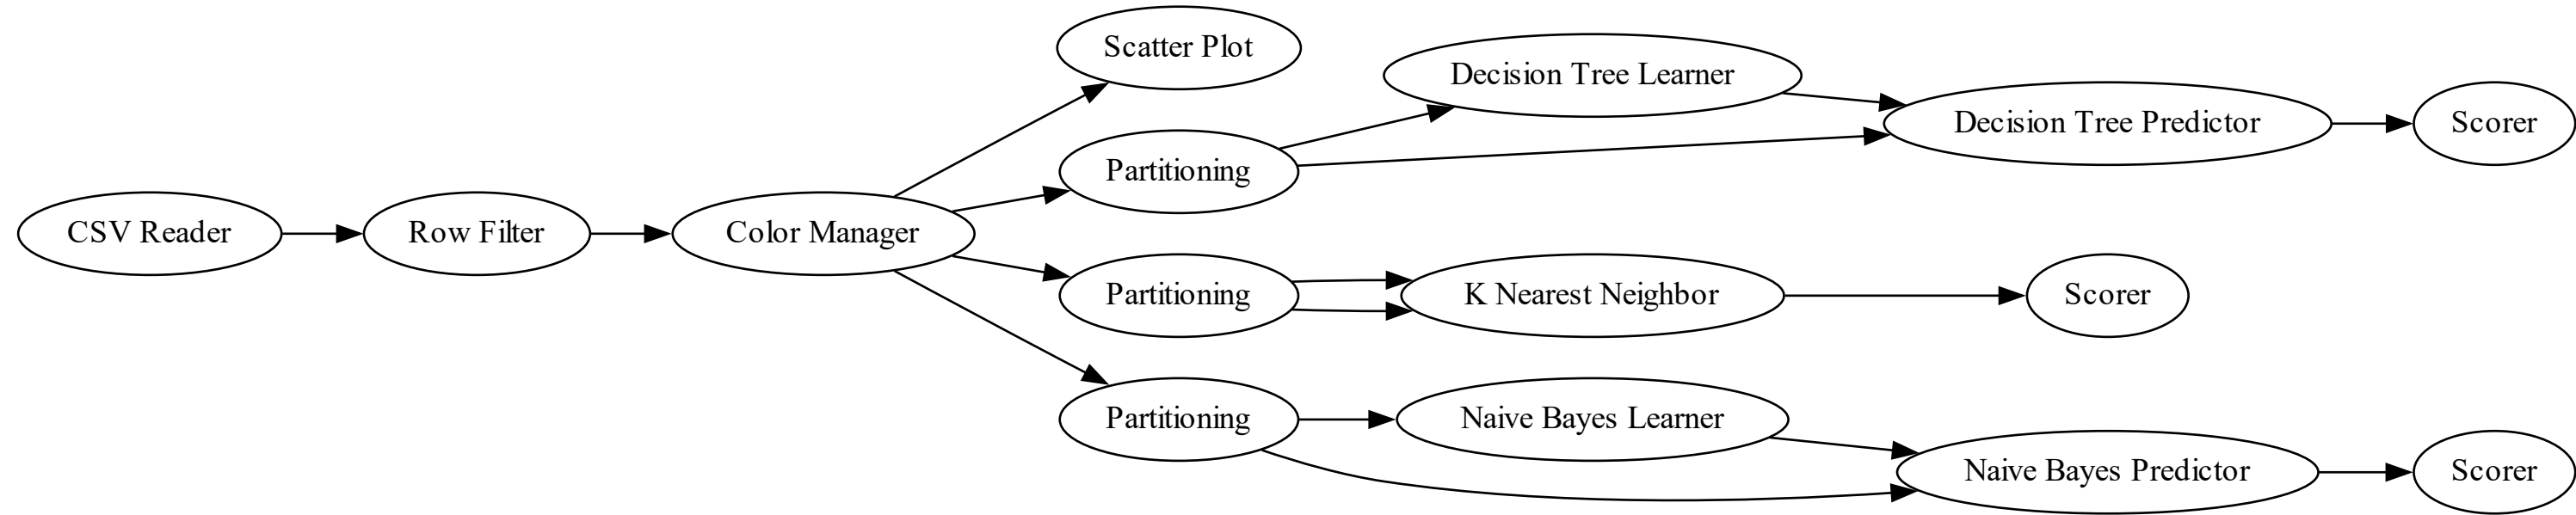 CSV Reader
Row Filter
Color Manager
Scatter Plot
Partitioning
Decision Tree Learner
Decision Tree Predictor
Scorer
Partitioning
K Nearest Neighbor
Scorer
Partitioning
Naive Bayes Learner
Naive Bayes Predictor
Scorer